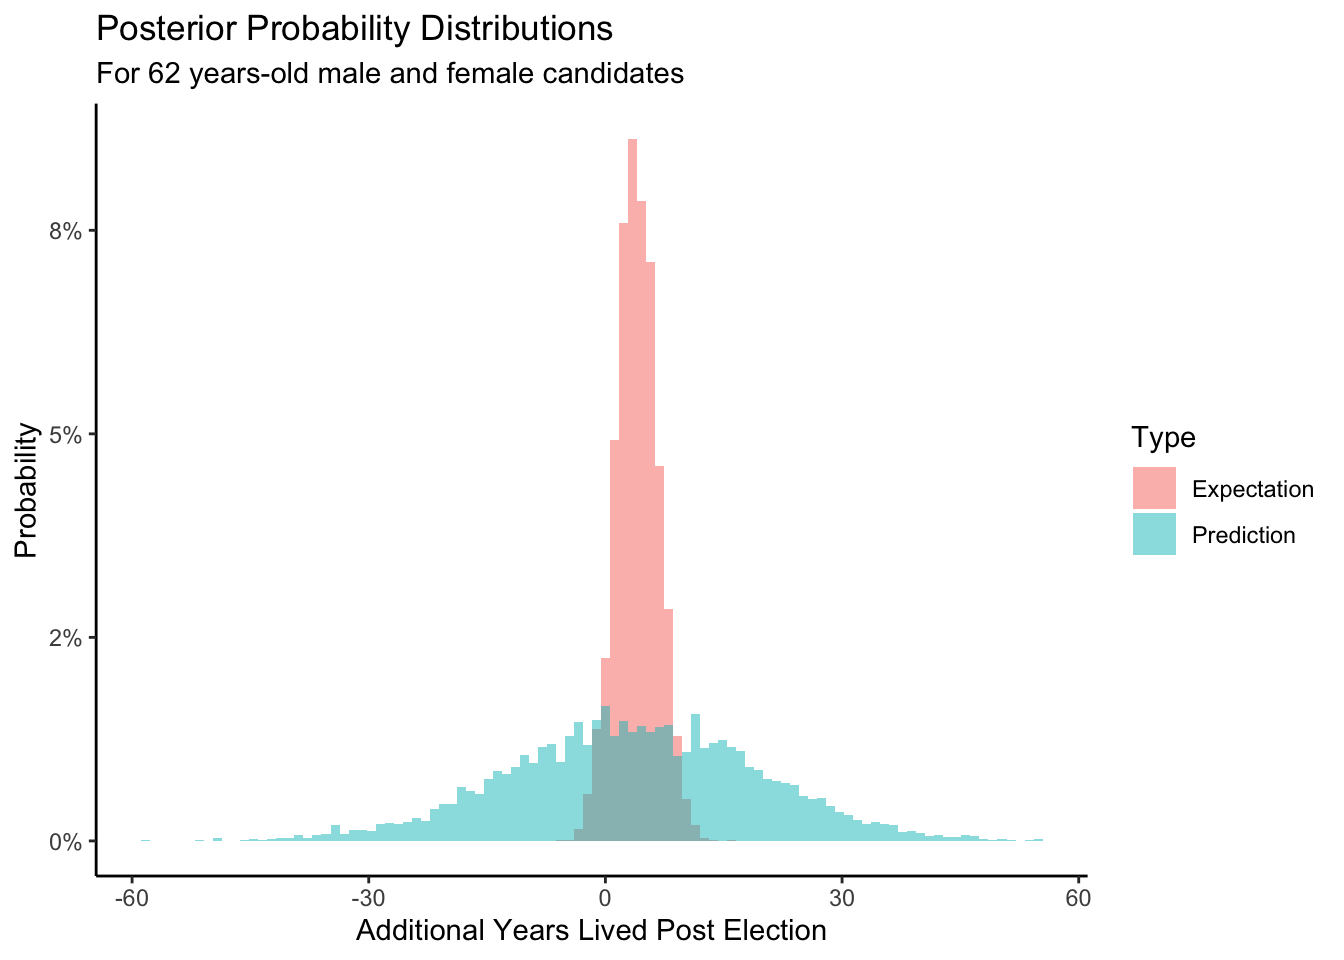 Posterior Probability Distributions
For 62 years-old male and female candidates
Probability
8%
5%
2%
0%
-60
-30
0
30
60
Additional Years Lived Post Election
Type
Expectation
Prediction